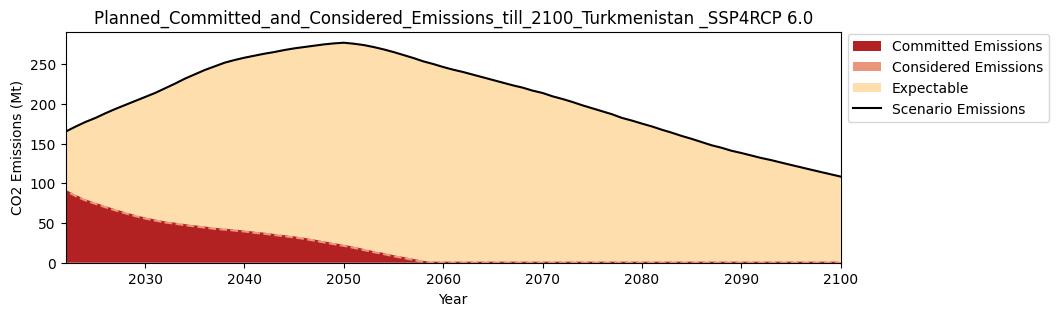 Planned_Committed_and_Considered_Emissions_till_2100_Turkmenistan _SSP4RCP 6.0
CO2 Emissions (Mt)
250
200
150
100
50
0
2030 2040 2050 2060 2070 2080 2090 2100
Year
Committed Emissions
Considered Emissions
Expectable
Scenario Emissions